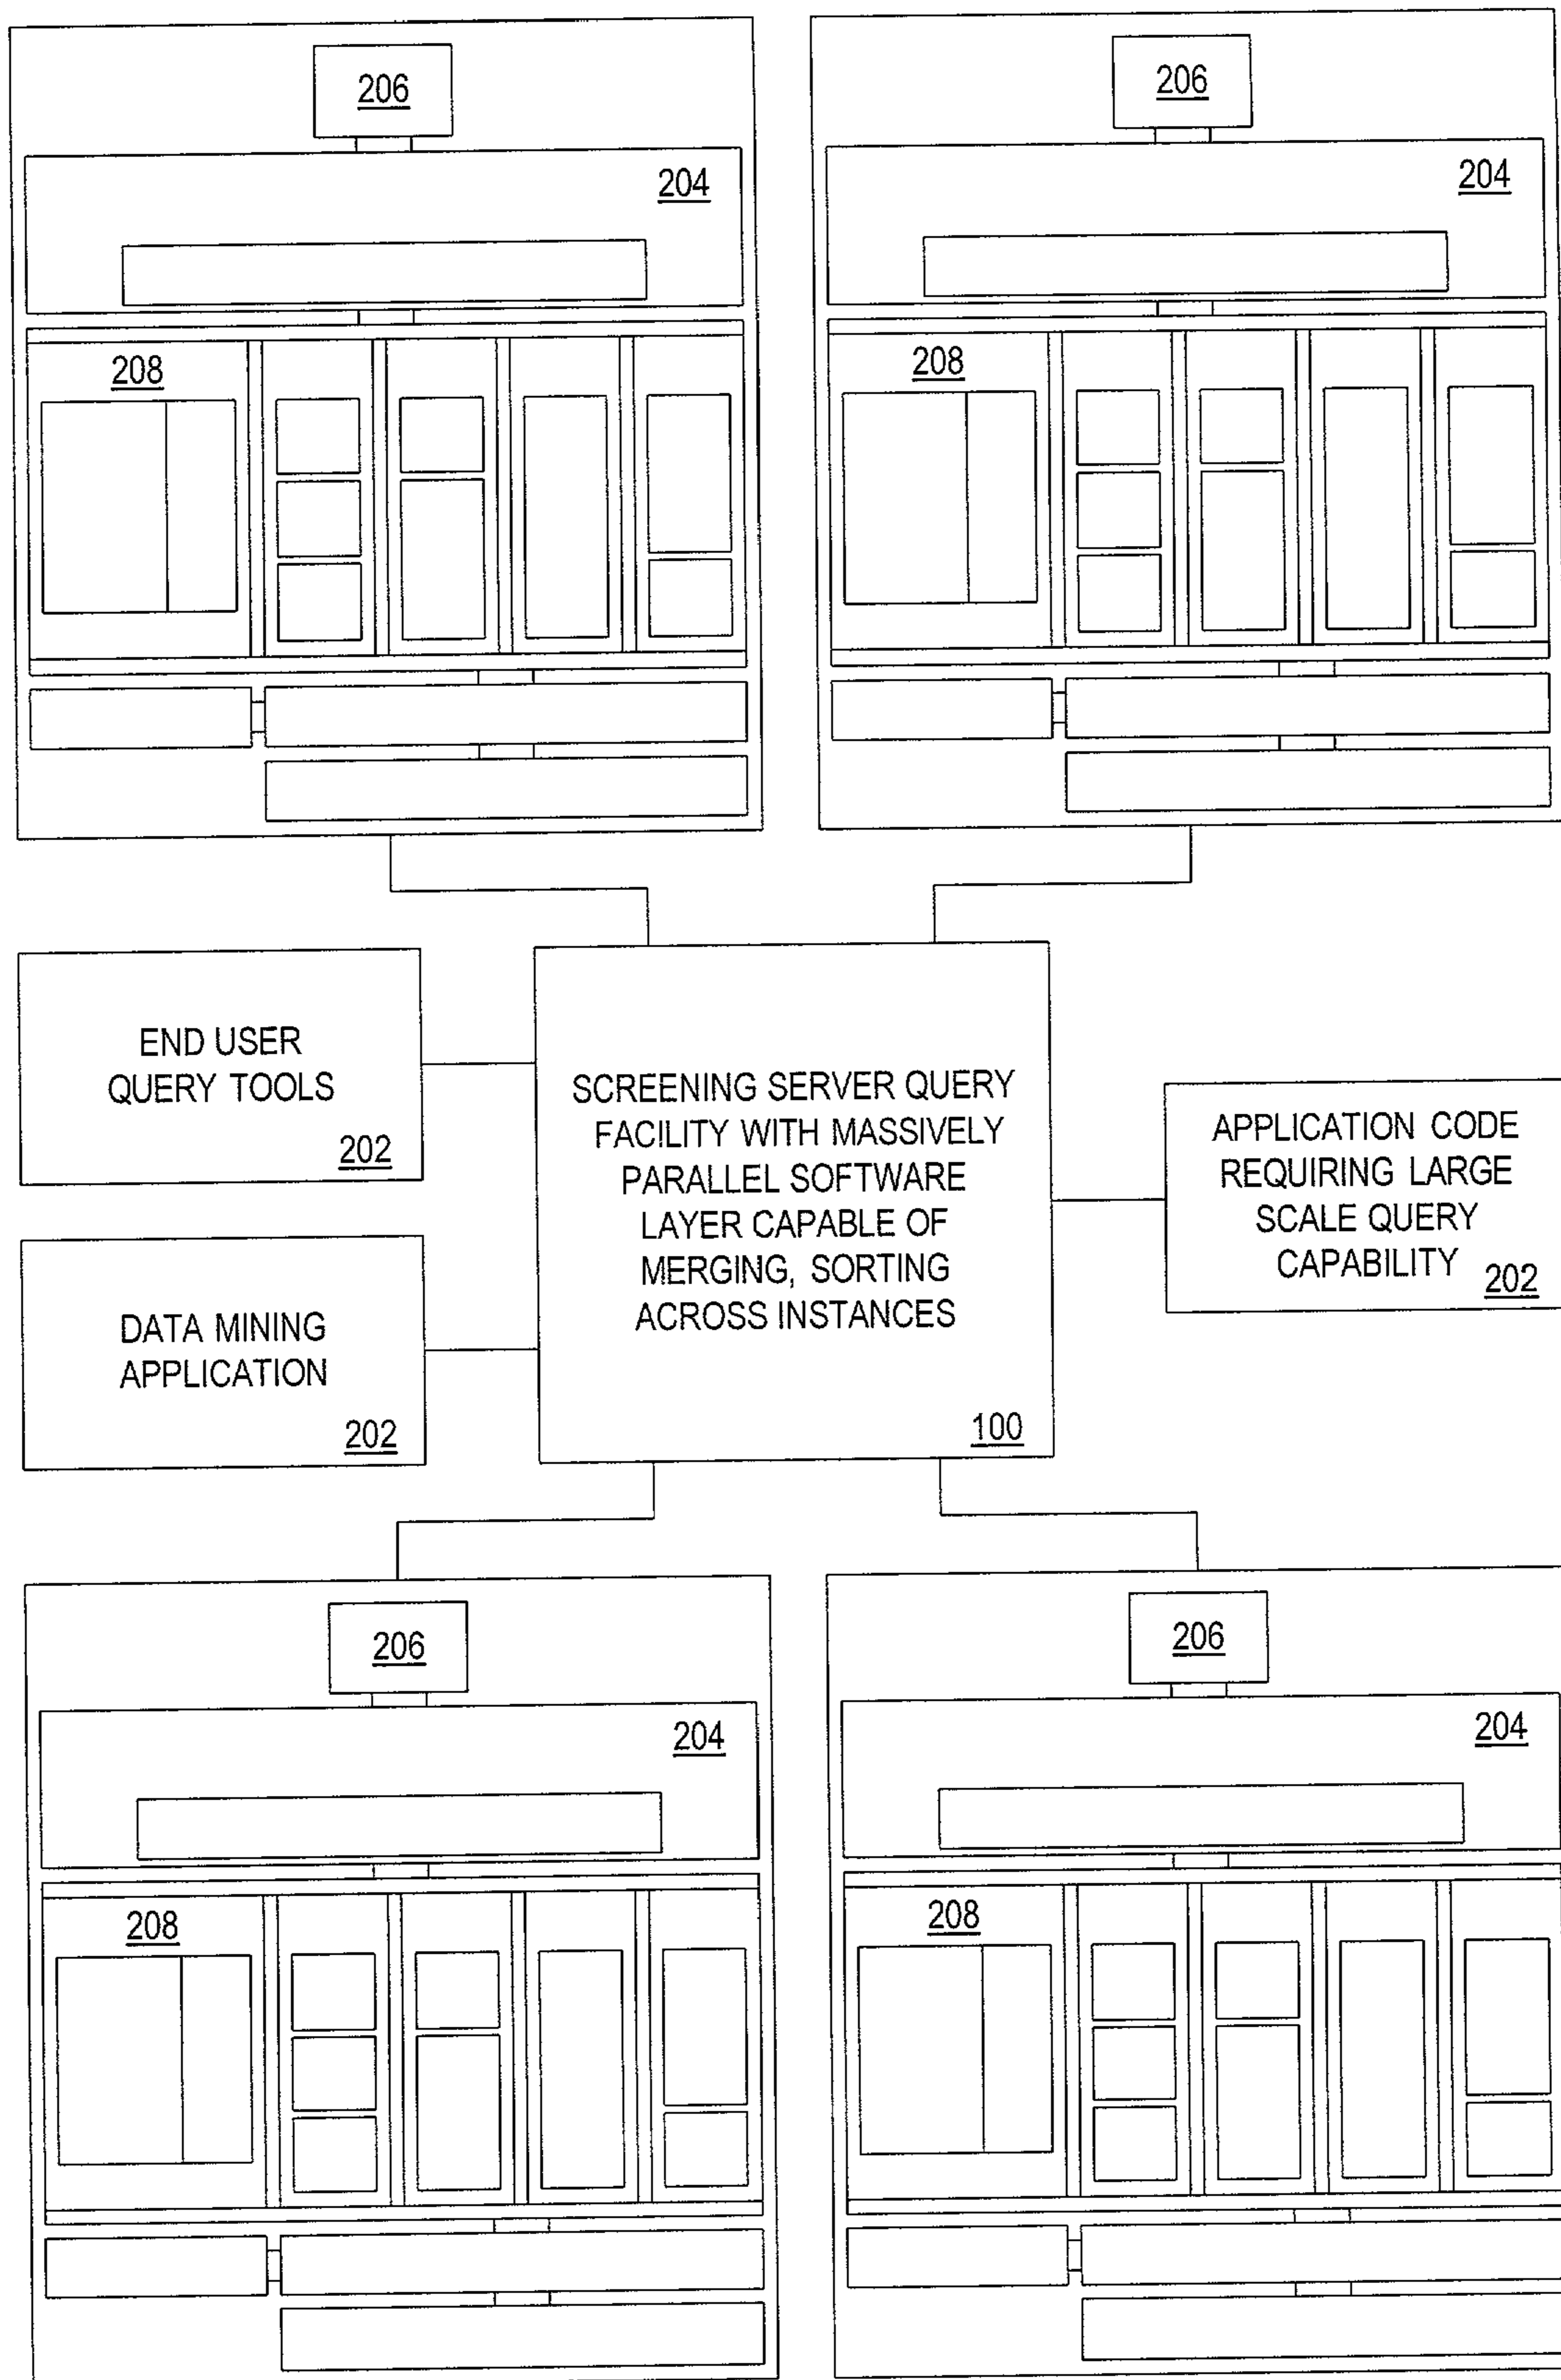 206
204
208
206
204
208
END USER
QUERY TOOLS
202
DATA MINING
APPLICATION
202
SCREENING SERVER QUERY
FACILITY WITH MASSIVELY
PARALLEL SOFTWARE
LAYER CAPABLE OF
MERGING, SORTING
ACROSS INSTANCES
100
APPLICATION CODE
REQUIRING LARGE
SCALE QUERY
CAPABILITY
202
206
204
208
206
204
208